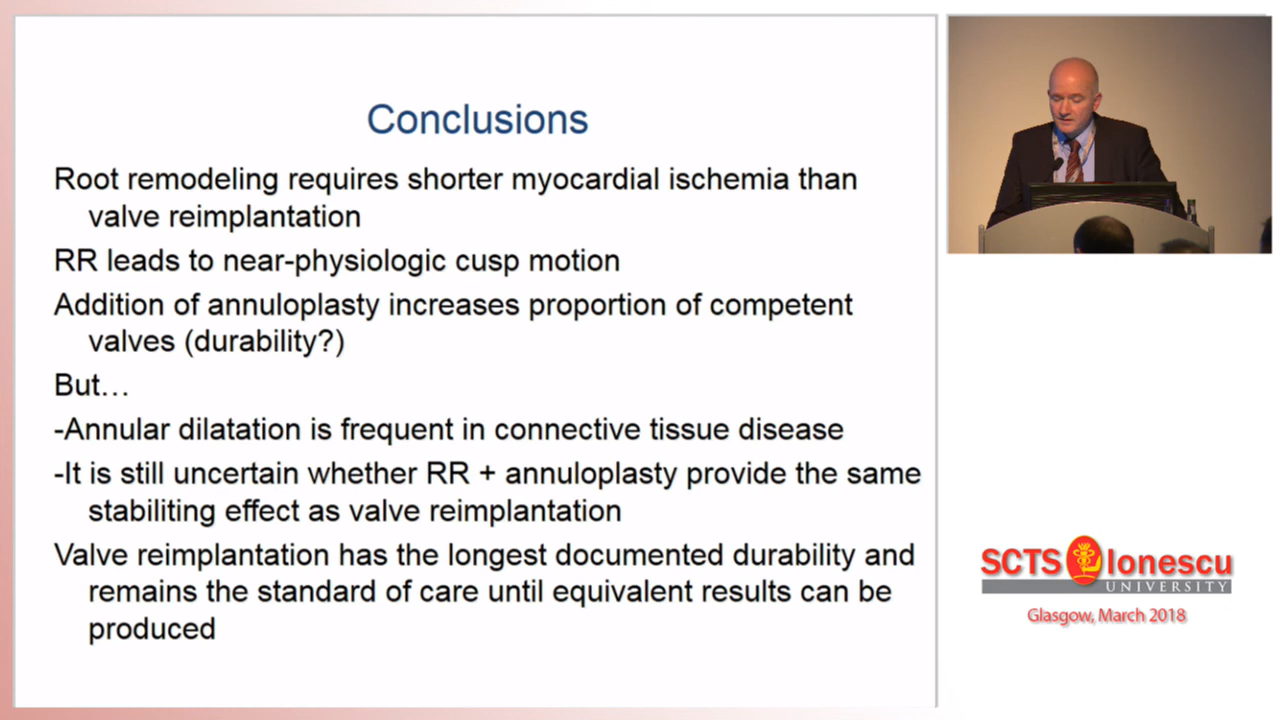 Conclusions
Root remodeling requires shorter myocardial ischemia than
valve reimplantation
RR leads to near-physiologic cusp motion
Addition of annuloplasty increases proportion of competent
valves (durability?)
But…
-Annular dilatation is frequent in connective tissue disease
-It is still uncertain whether RR + annuloplasty provide the same
stabiliting effect as valve reimplantation
Valve reimplantation has the longest documented durability and
remains the standard of care until equivalent results can be
produced
SCTS Ionescu
UNIVERSITY
Glasgow, March 2018